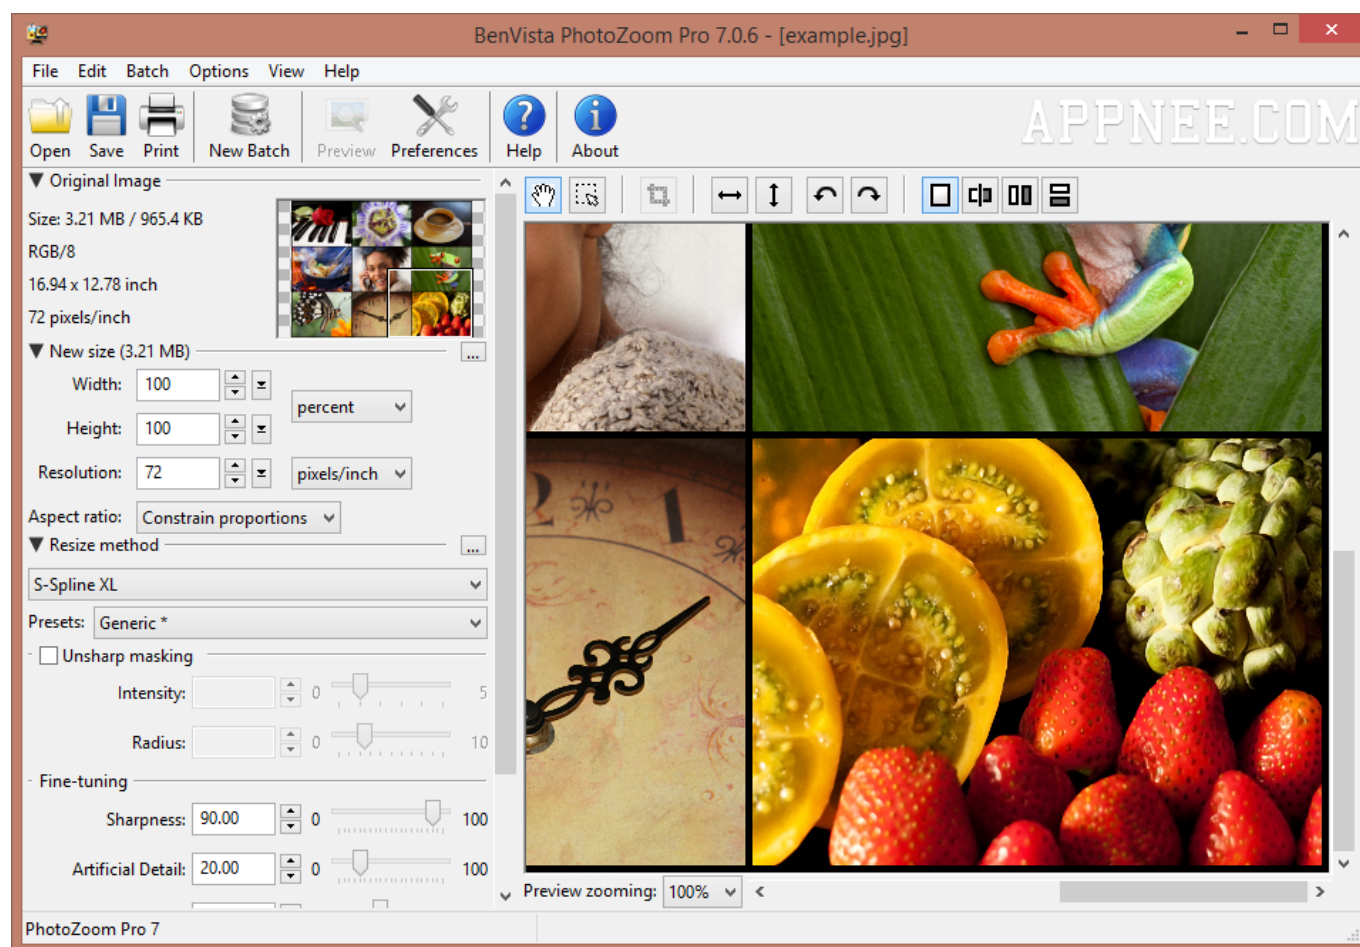 BenVista PhotoZoom Pro 7.0.6 - [example.jpg]
File Edit Batch Options View Help
Open Save Print New Batch Preview Preferences Help About
APPNEE.COM
Original Image
Size: 3.21 MB / 965.4 KB
RGB/8
16.94 x 12.78 inch
72 pixels/inch
New size (3.21 MB) ...
Width: 100
percent
Height: 100
Resolution: 72 pixels/inch
Aspect ratio: Constrain proportions
Resize method ...
S-Spline XL
Presets: Generic *
Unsharp masking
Intensity: 0 5
Radius: 0 10
Fine-tuning
Sharpness: 90.00 0 100
Artificial Detail: 20.00 0 100
2 1
Preview zooming: 100%
PhotoZoom Pro 7